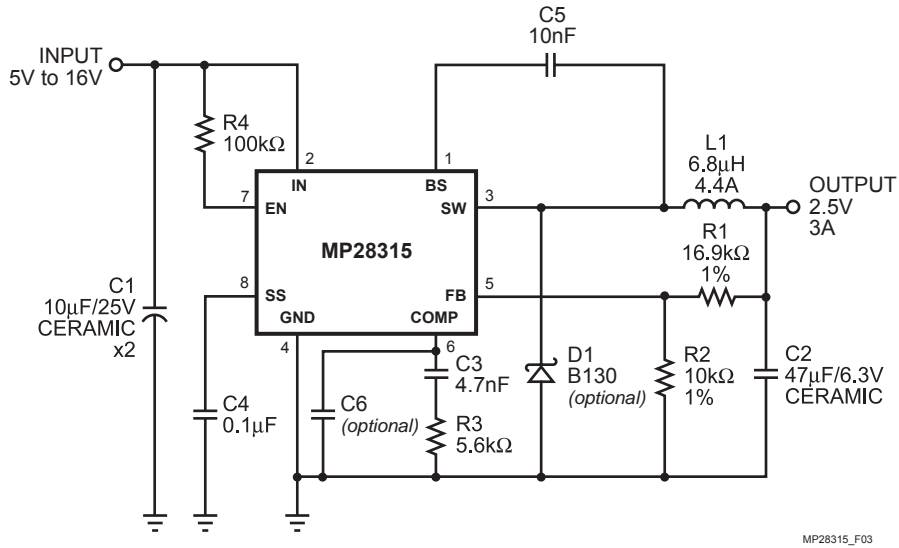 C5
10nF
INPUT
5V to 16V
R4
100kΩ
L1
6.8µH
4.4A
2
1
IN
BS
OUTPUT
2.5V
3A
7
EN
SW
3
MP28315
R1
16.9kΩ
1%
8
SS
FB
5
C1
10µF/25V
CERAMIC
x2
GND
COMP
4
6
C3
4.7nF
D1
B130
(optional)
R2
10kΩ
1%
C2
47µF/6.3V
CERAMIC
C4
0.1µF
C6
(optional)
R3
5.6kΩ
MP28315_F03